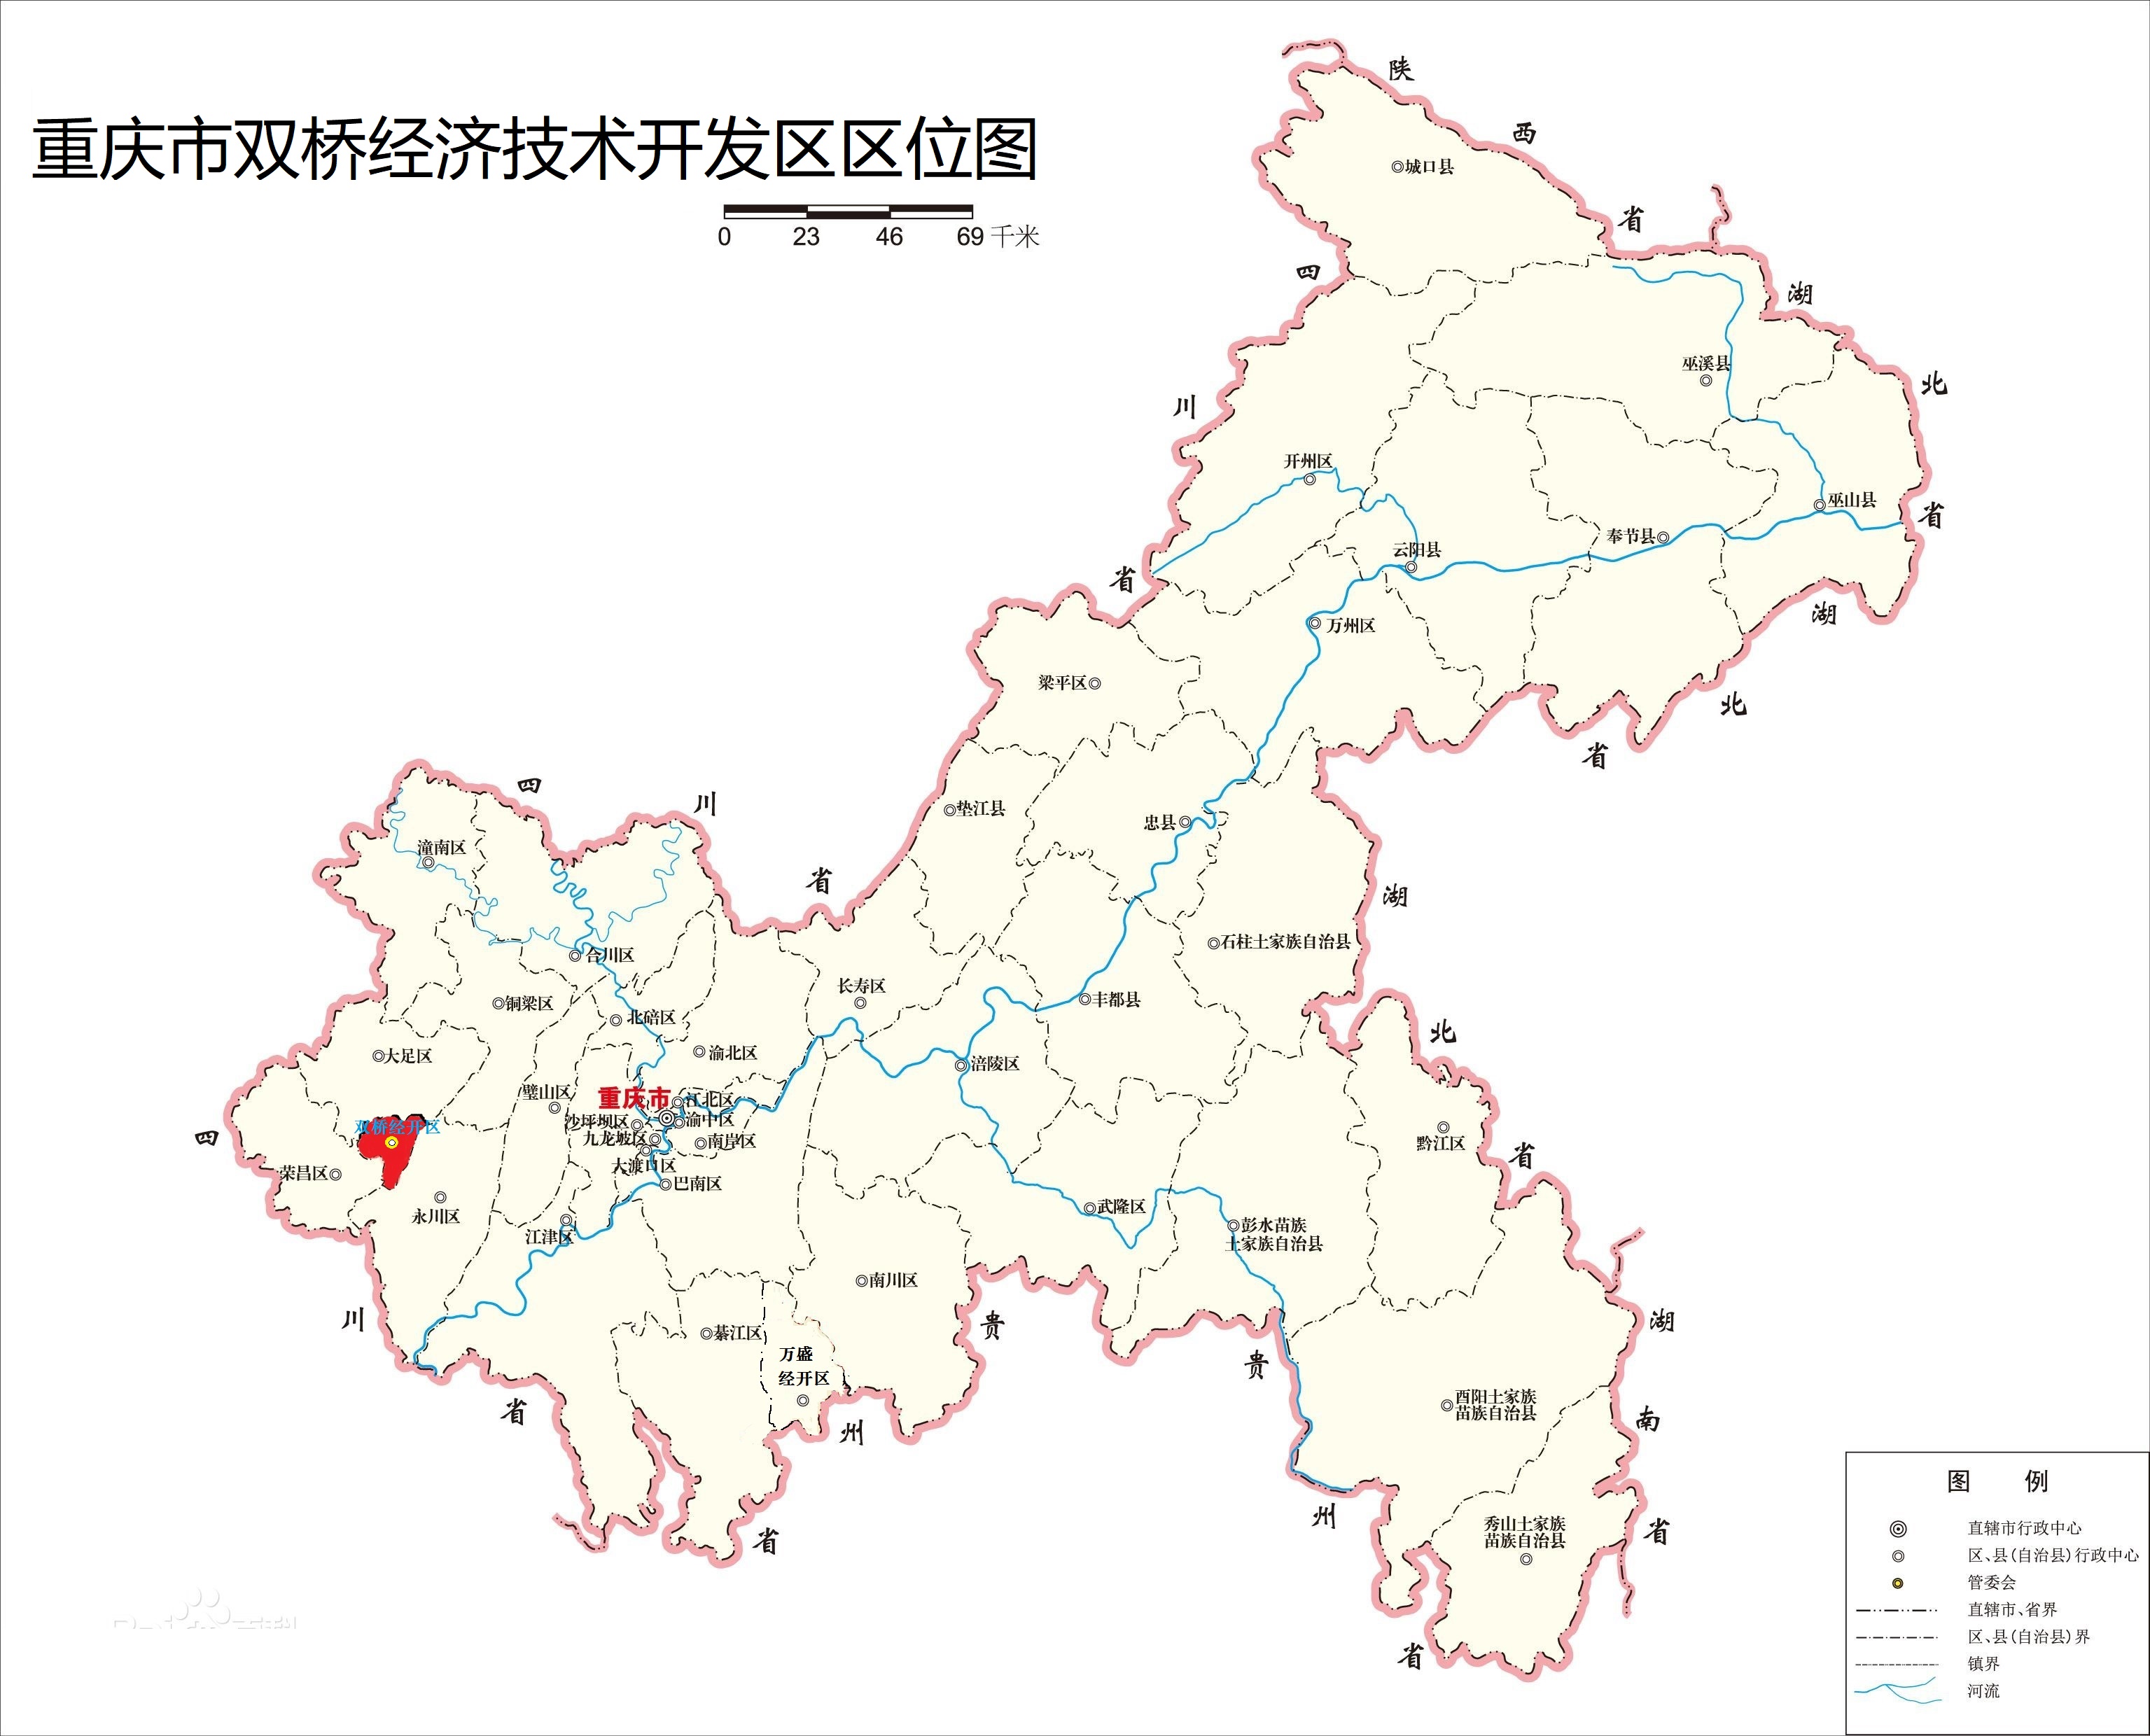 重庆市双桥经济技术开发区区位图
0 23 46 69 千米
陕
西
省
城口县
四
川
省
湖
北
省
巫溪县
开州区
巫山县
奉节县
云阳县
万州区
湖
北
省
梁平区
四
川
省
垫江县
忠县
潼南区
湖
北
省
合川区
石柱土家族自治县
长寿区
铜梁区
丰都县
北碚区
大足区
渝北区
涪陵区
璧山区
重庆市
江北区
沙坪坝区
渝中区
双桥经开区
九龙坡区
南岸区
黔江区
四
川
省
大渡口区
荣昌区
巴南区
永川区
武隆区
江津区
彭水苗族
土家族自治县
南川区
贵
州
省
綦江区
万盛
经开区
湖
南
省
贵
州
省
酉阳土家族
苗族自治县
秀山土家族
苗族自治县
图 例
直辖市行政中心
区、县(自治县)行政中心
管委会
直辖市、省界
区、县(自治县)界
镇界
河流